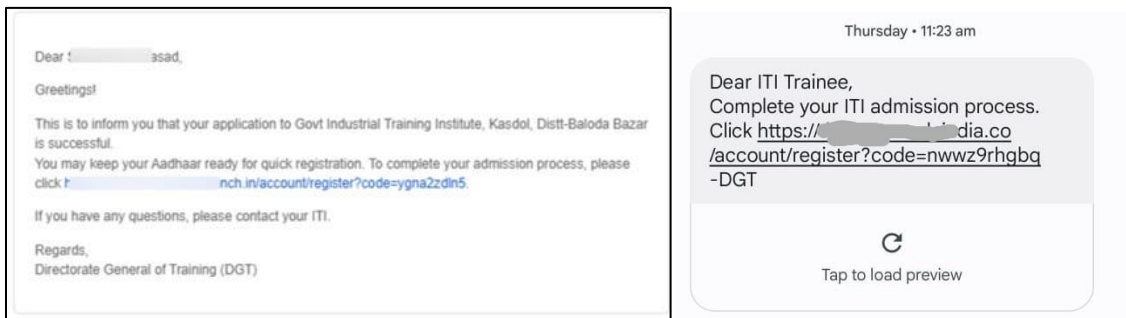 Dear
Greetings!
This is to inform you that your application to Govt Industrial Training Institute, Kasdol, Distt-Baloda Bazar
is successful.
You may keep your Aadhaar ready for quick registration. To complete your admission process, please
click nch.in/account/register?code=ygna2zdln5.
If you have any questions, please contact your ITI.
Regards,
Directorate General of Training (DGT)
Thursday • 11:23 am
Dear ITI Trainee,
Complete your ITI admission process.
Click https:// dia.co
/account/register?code=nwwz9rhgbq
-DGT
Tap to load preview